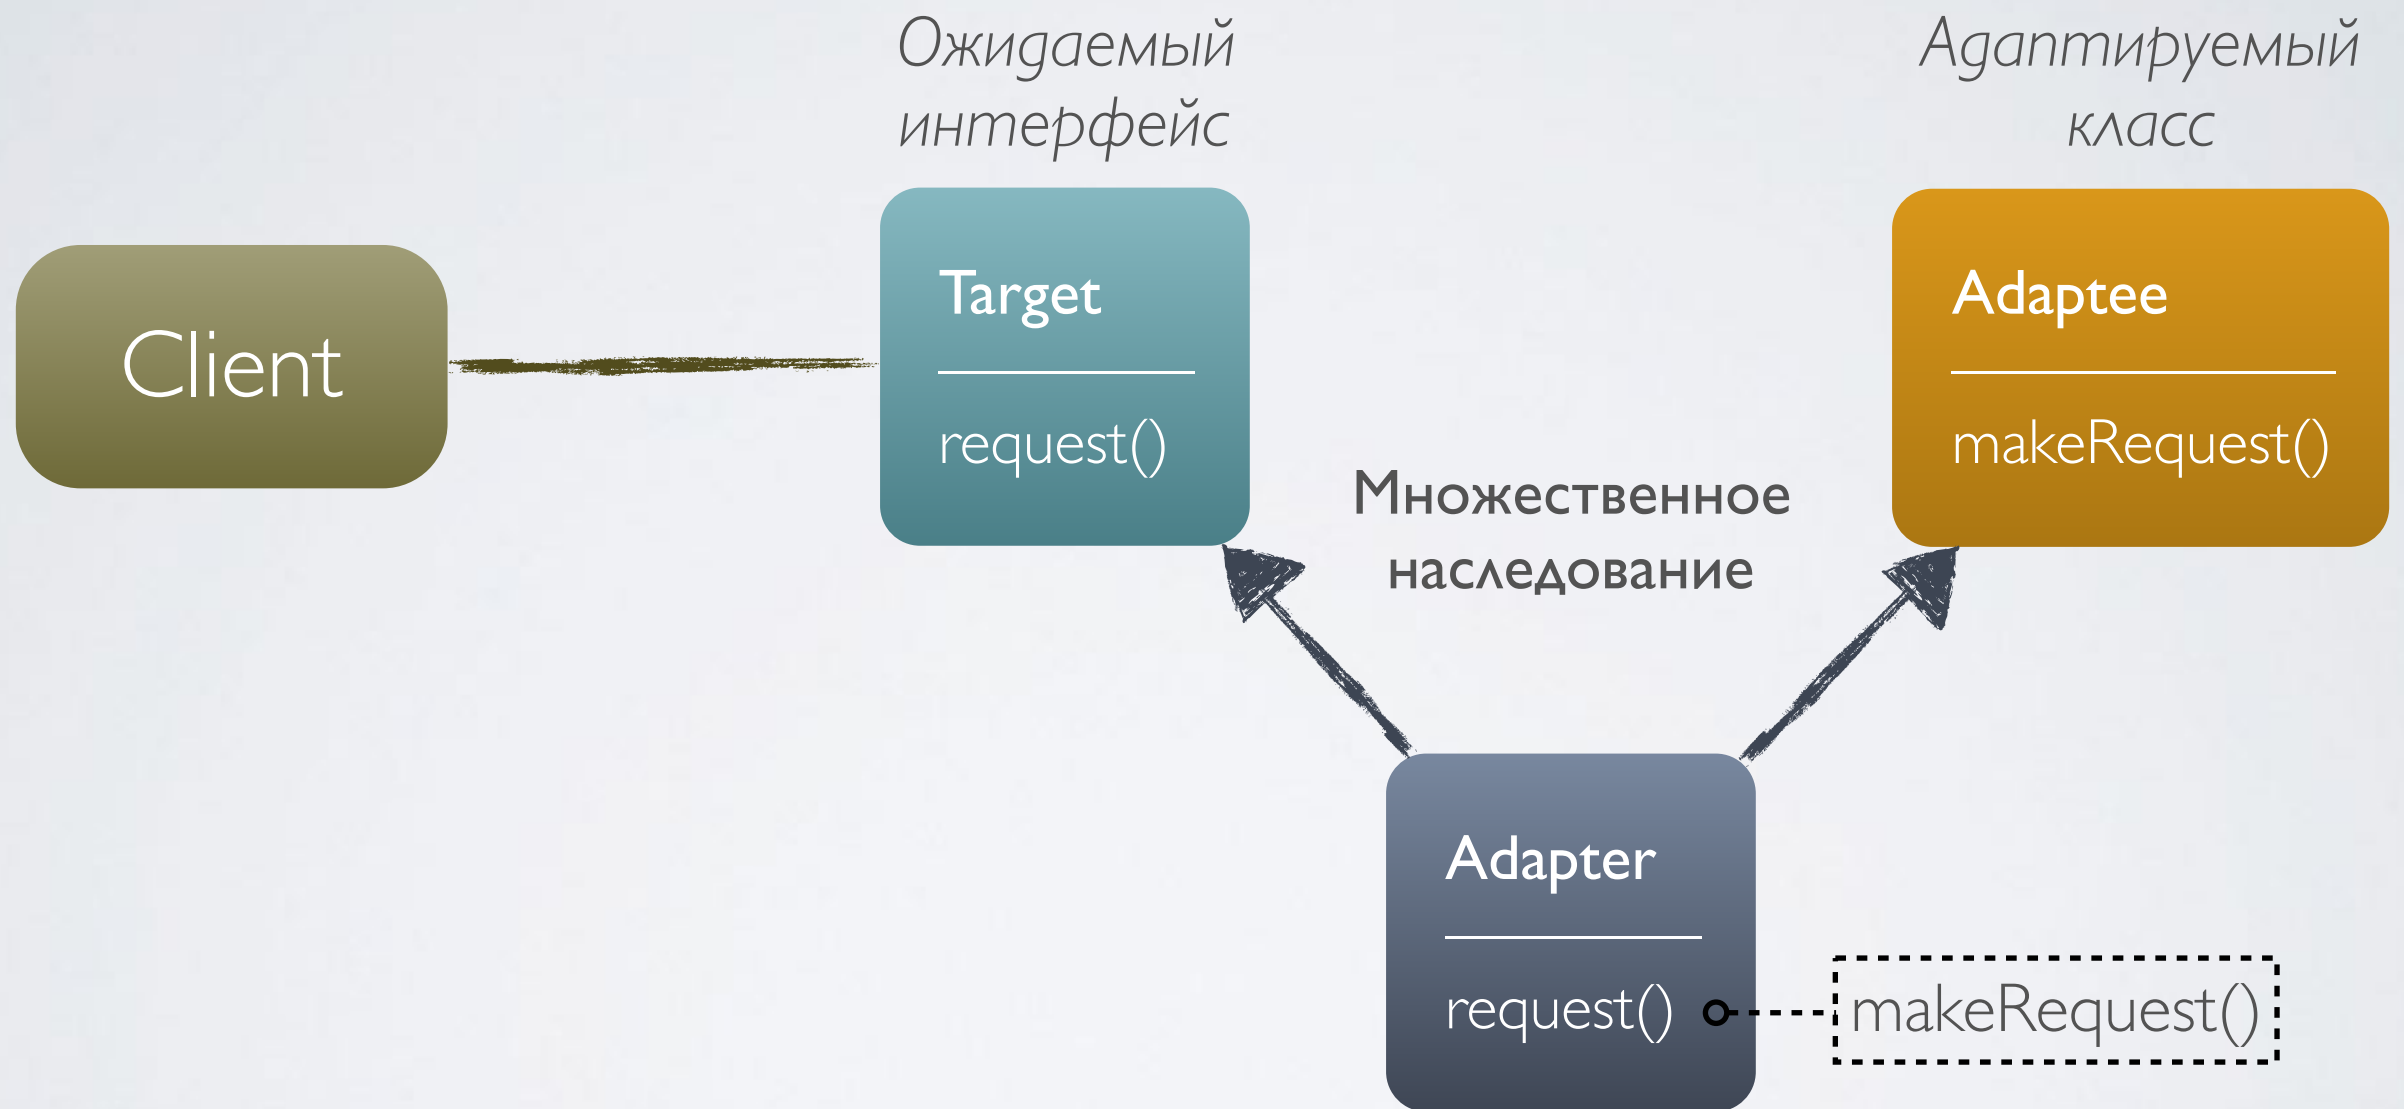 Ожидаемый
интерфейс
Адаптируемый
класс
Client
Target
request()
Adaptee
makeRequest()
Множественное
наследование
Adapter
request()
makeRequest()